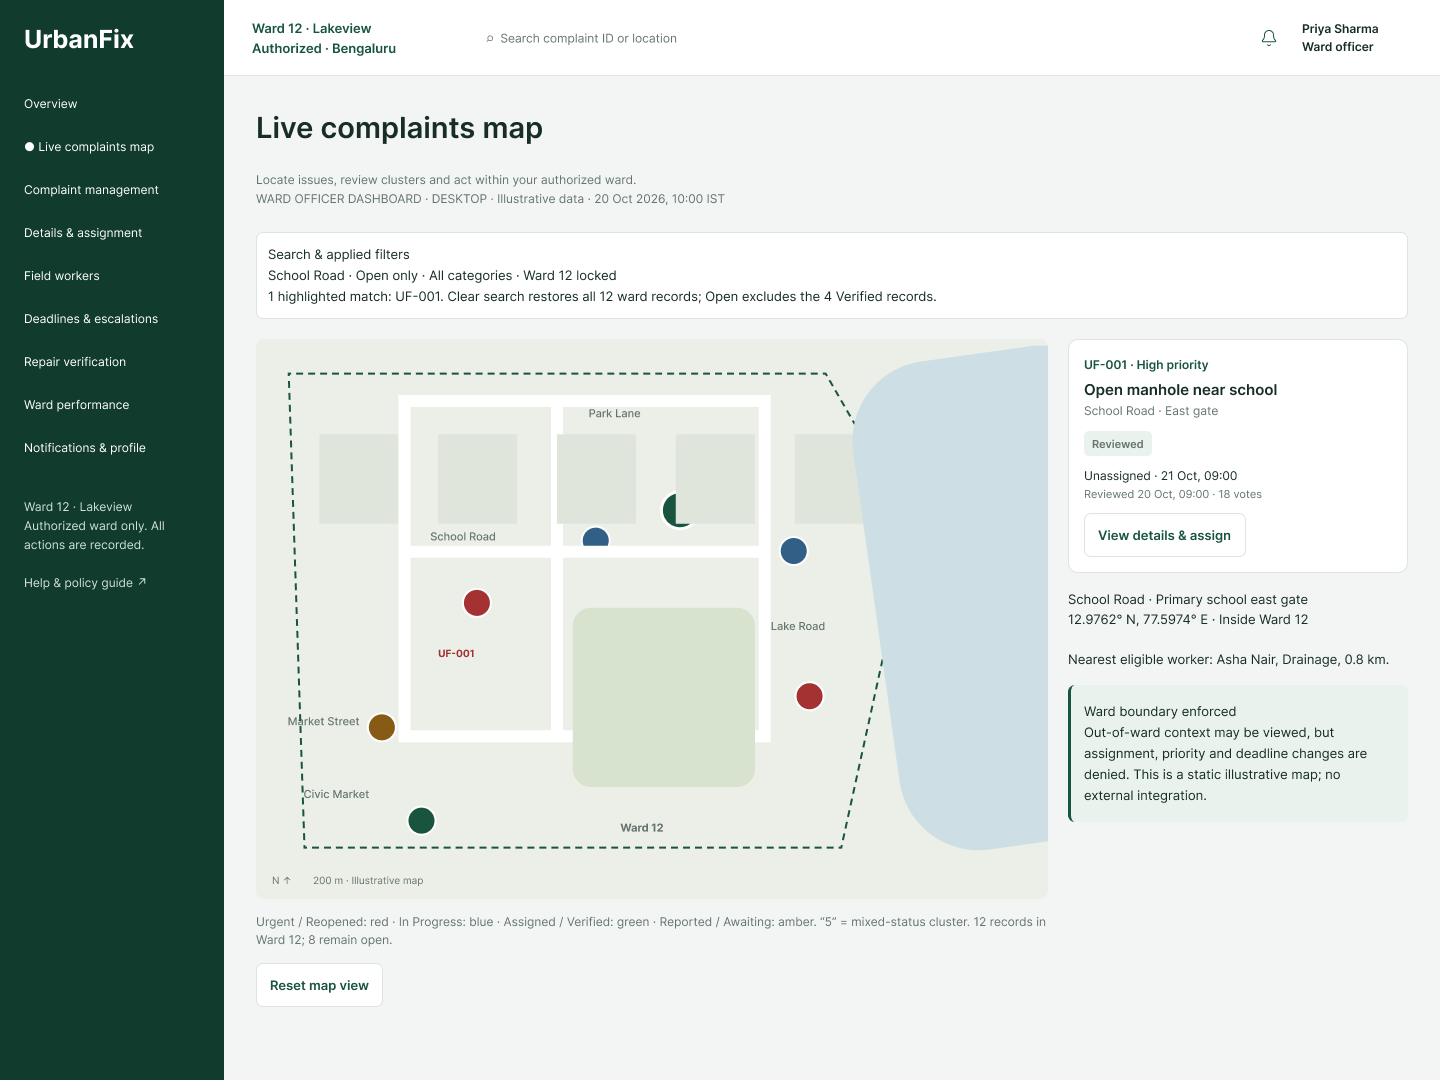 UrbanFix
Overview
Live complaints map
Complaint management
Details & assignment
Field workers
Deadlines & escalations
Repair verification
Ward performance
Notifications & profile
Ward 12 · Lakeview
Authorized ward only. All
actions are recorded.
Help & policy guide ↗
Ward 12 · Lakeview
Authorized · Bengaluru
Search complaint ID or location
Priya Sharma
Ward officer
Live complaints map
Locate issues, review clusters and act within your authorized ward.
WARD OFFICER DASHBOARD · DESKTOP · Illustrative data · 20 Oct 2026, 10:00 IST
Search & applied filters
School Road · Open only · All categories · Ward 12 locked
1 highlighted match: UF-001. Clear search restores all 12 ward records; Open excludes the 4 Verified records.
Park Lane
School Road
Lake Road
UF-001
Market Street
Civic Market
Ward 12
N ↑ 200 m · Illustrative map
Urgent / Reopened: red · In Progress: blue · Assigned / Verified: green · Reported / Awaiting: amber. “5” = mixed-status cluster. 12 records in
Ward 12; 8 remain open.
Reset map view
UF-001 · High priority
Open manhole near school
School Road · East gate
Reviewed
Unassigned · 21 Oct, 09:00
Reviewed 20 Oct, 09:00 · 18 votes
View details & assign
School Road · Primary school east gate
12.9762° N, 77.5974° E · Inside Ward 12
Nearest eligible worker: Asha Nair, Drainage, 0.8 km.
Ward boundary enforced
Out-of-ward context may be viewed, but
assignment, priority and deadline changes are
denied. This is a static illustrative map; no
external integration.